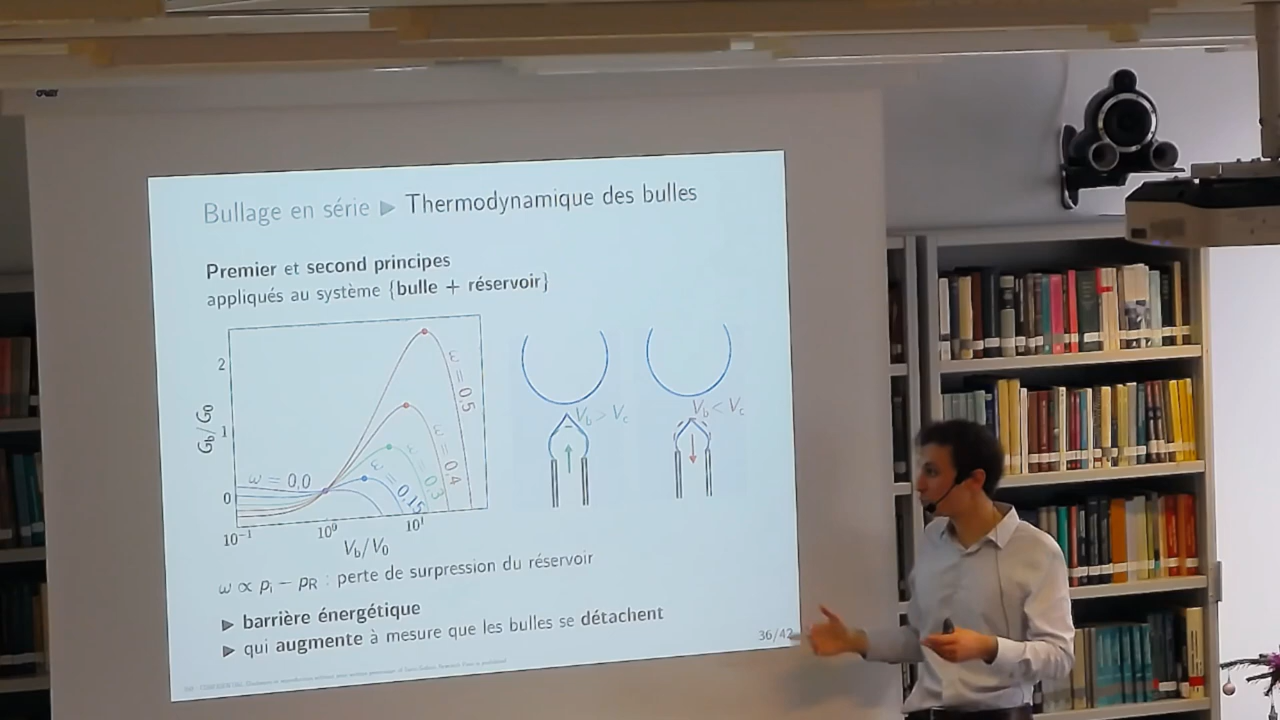 Bullage en série ▶ Thermodynamique des bulles
Premier et second principes
appliqués au système {bulle + réservoir}
G_b/G_0
2
1
0
10⁻¹
10⁰
10¹
V_b/V_0
ω = 0.0
ε = 0.15
ε = 0.3
ε = 0.4
ε = 0.5
V_b > V_c
V_b < V_c
ω ∝ p_i − p_R : perte de surpression du réservoir
▶ barrière énergétique
▶ qui augmente à mesure que les bulles se détachent
36/42